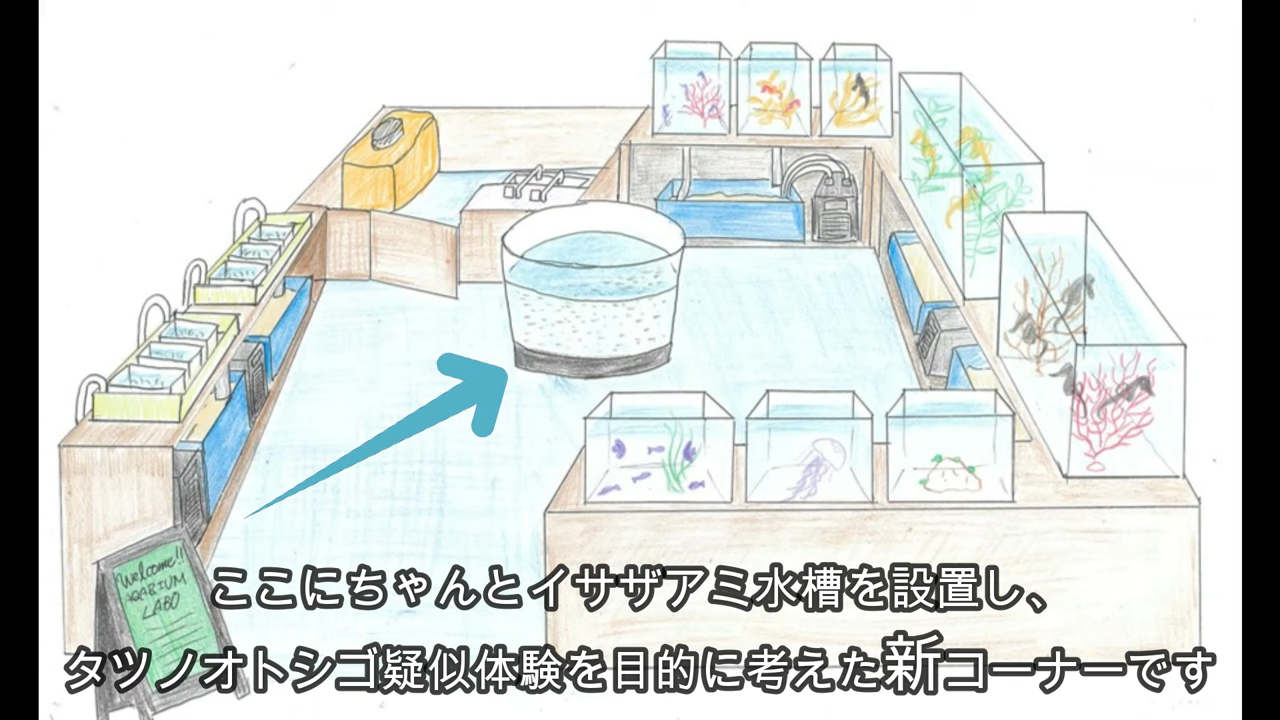 Welcome!!
AQARIUM
LABO
ここにちゃんとイサザアミ水槽を設置し、
タツノオトシゴ疑似体験を目的に考えた新コーナーです